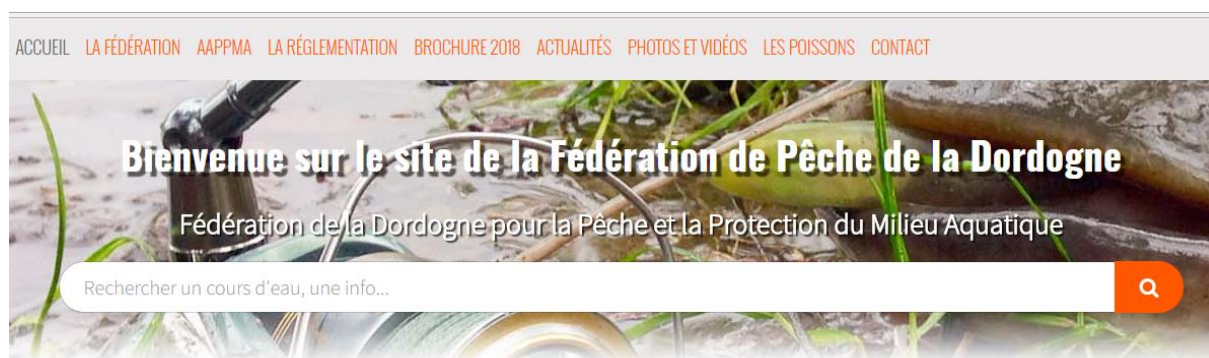 ACCUEIL LA FÉDÉRATION AAPPMA LA RÉGLEMENTATION BROCHURE 2018 ACTUALITÉS PHOTOS ET VIDÉOS LES POISSONS CONTACT
Bienvenue sur le site de la Fédération de Pêche de la Dordogne
Fédération de la Dordogne pour la Pêche et la Protection du Milieu Aquatique
Rechercher un cours d'eau, une info...